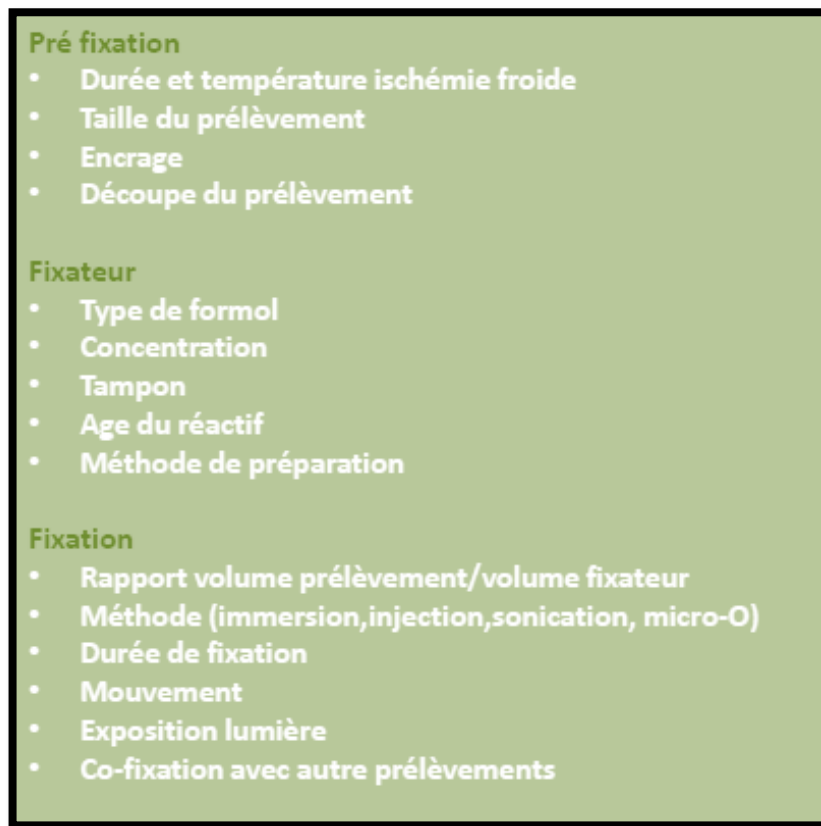 Pré fixation
• Durée et température ischémie froide
• Taille du prélèvement
• Encrage
• Découpe du prélèvement
Fixateur
• Type de formol
• Concentration
• Tampon
• Age du réactif
• Méthode de préparation
Fixation
• Rapport volume prélèvement/volume fixateur
• Méthode (immersion,injection,sonication, micro-O)
• Durée de fixation
• Mouvement
• Exposition lumière
• Co-fixation avec autre prélèvements